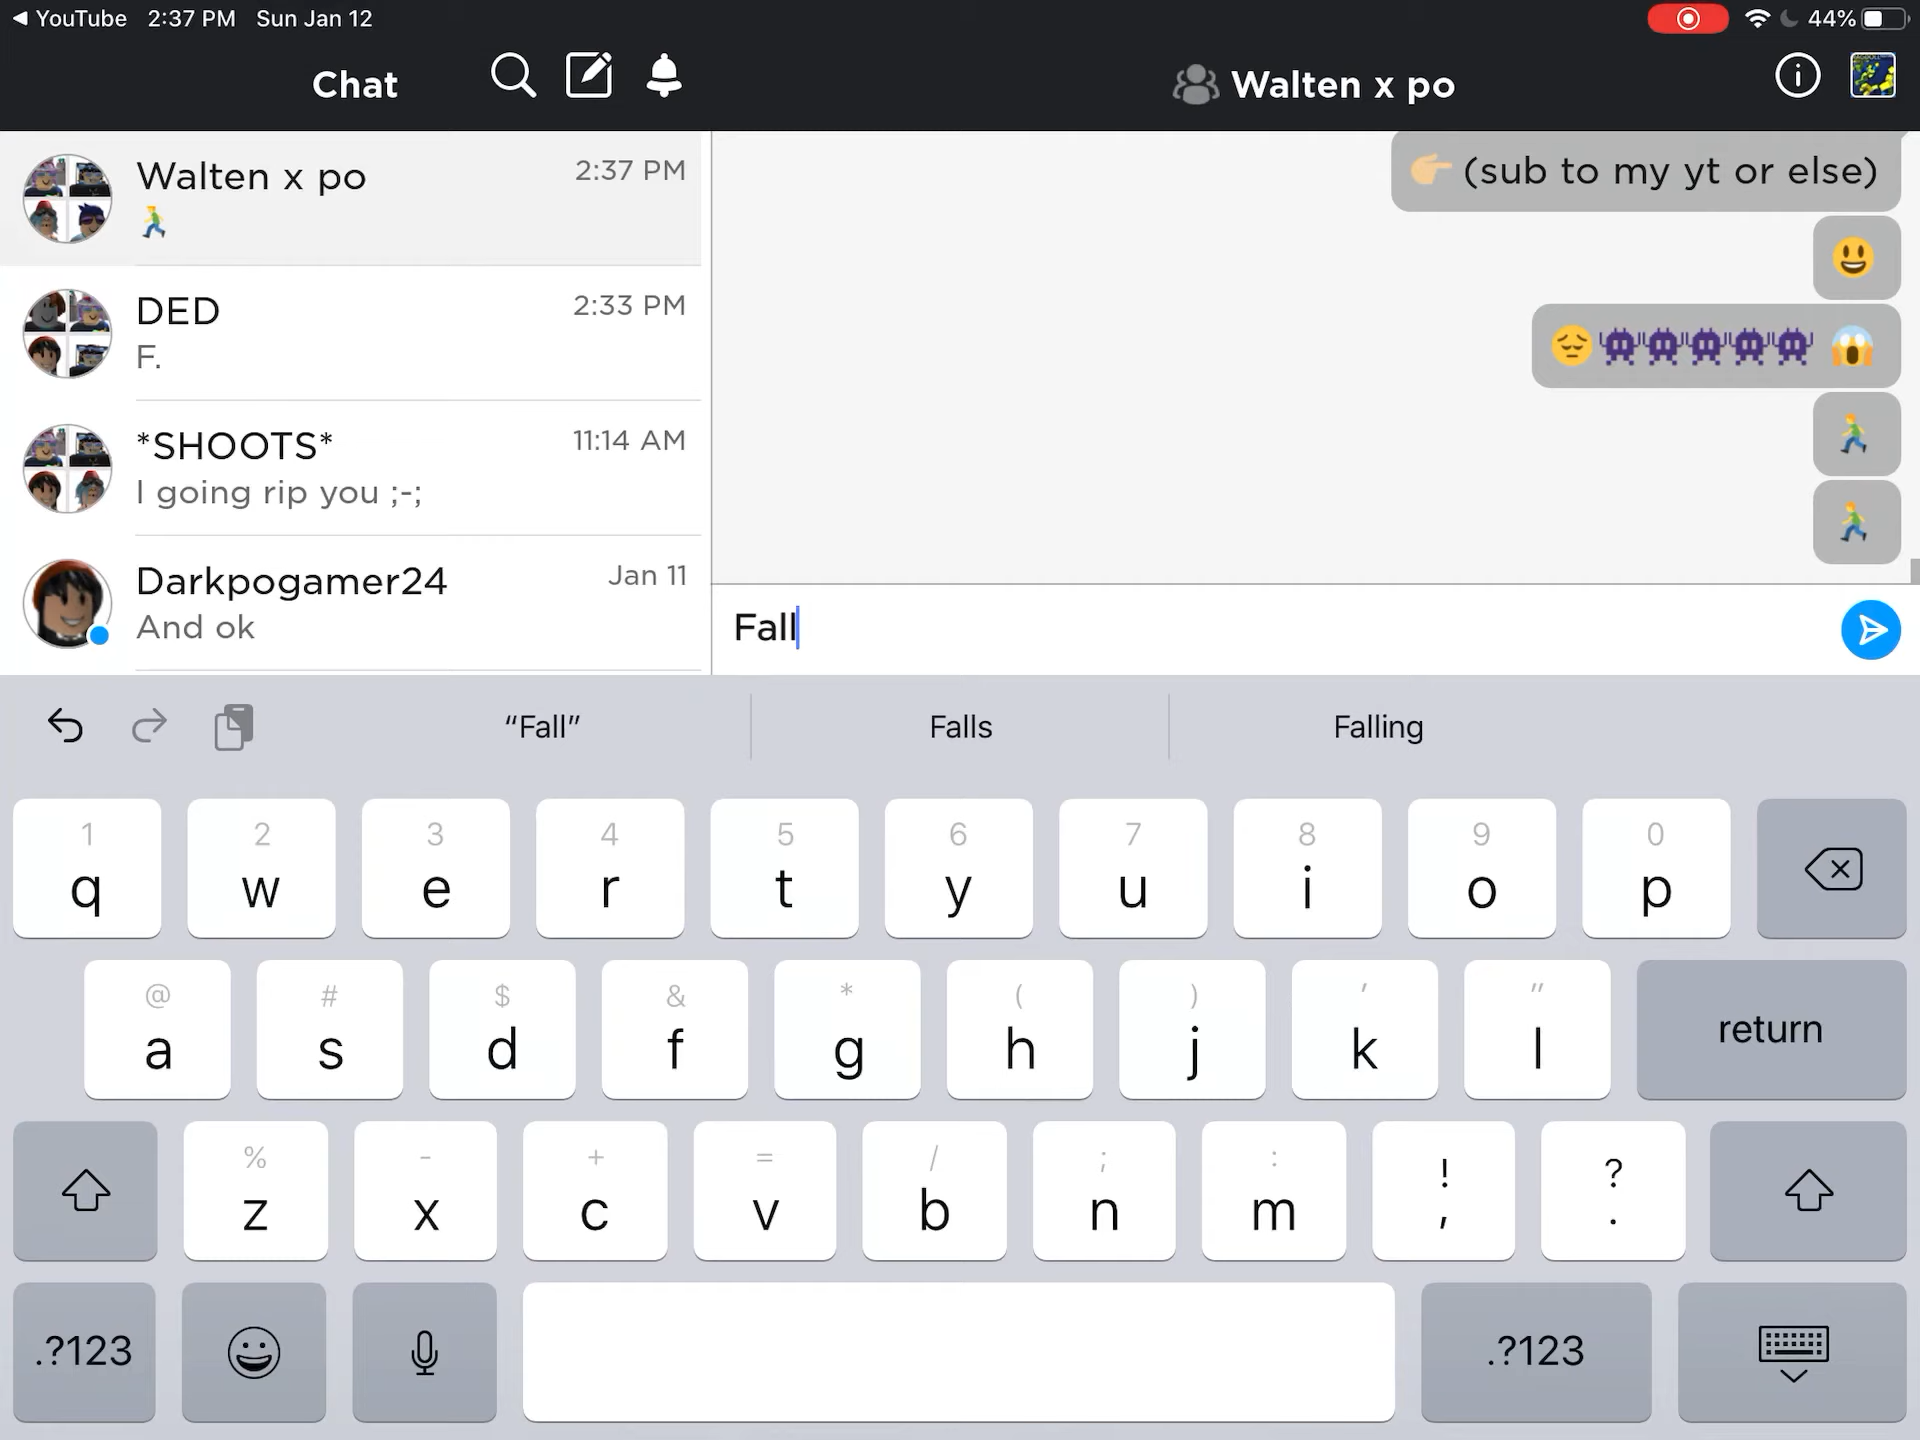 ◀ YouTube 2:37 PM Sun Jan 12
44%
Chat
Walten x po
Walten x po 2:37 PM
🏃
DED 2:33 PM
F.
*SHOOTS* 11:14 AM
I going rip you ;-;
Darkpogamer24 Jan 11
And ok
👉 (sub to my yt or else)
😃
😔👾👾👾👾👾 😱
🏃
🏃
Fall
“Fall” Falls Falling
1 2 3 4 5 6 7 8 9 0
q w e r t y u i o p
@ # $ & * ( ) ' "
a s d f g h j k l return
% - + = / ; : ! ?
z x c v b n m , .
.?123 .?123